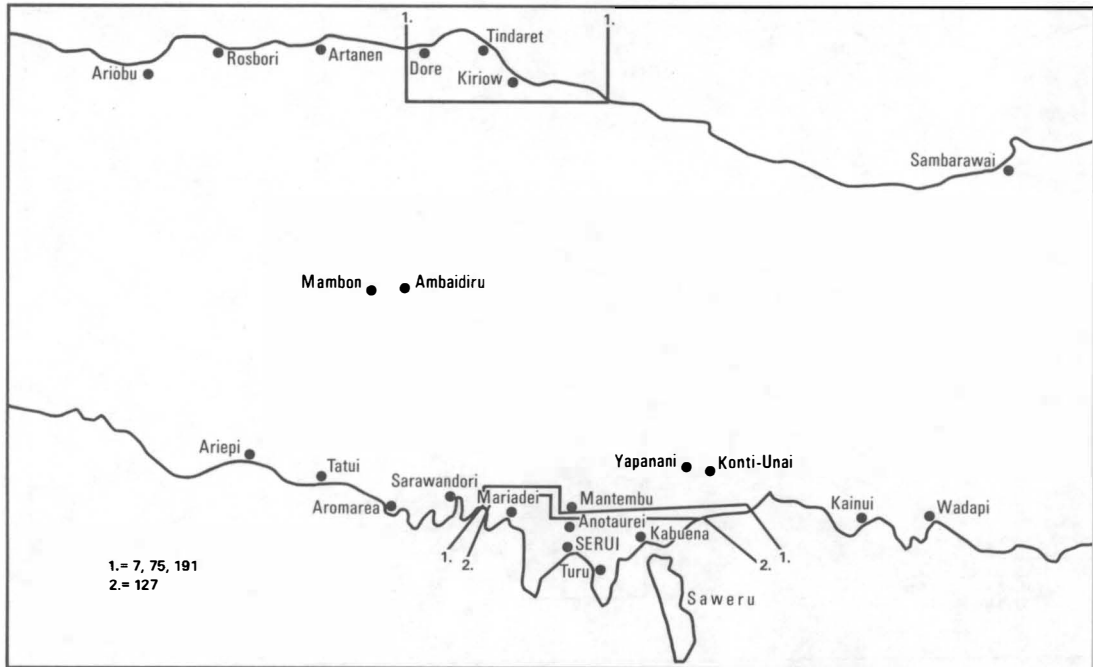 1.
1.
Tindaret
Ariobu
Rosbori
Artanen
Dore
Kiriow
Sambarawai
Mambon
Ambaidiru
Ariepi
Tatui
Sarawandori
Aromarea
Mariadei
Yapanani
Konti-Unai
Mantembu
Anotaurei
SERUI
Kabuena
Turu
Kainui
Wadapi
1.
2.
2.
1.
Saweru
1.= 7, 75, 191
2.= 127